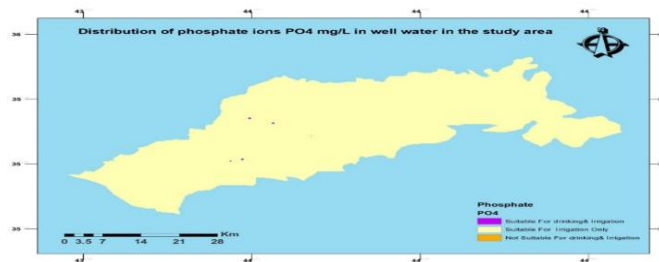 43 44 44 44
Distribution of phosphate ions PO4 mg/L in well water in the study area
36
35
35
35
Phosphate
PO4
Suitable For drinking& Irrigation
Suitable For Irrigation Only
Not Suitable For drinking& Irrigation
Km
0 3.5 7 14 21 28
43 44 44 44